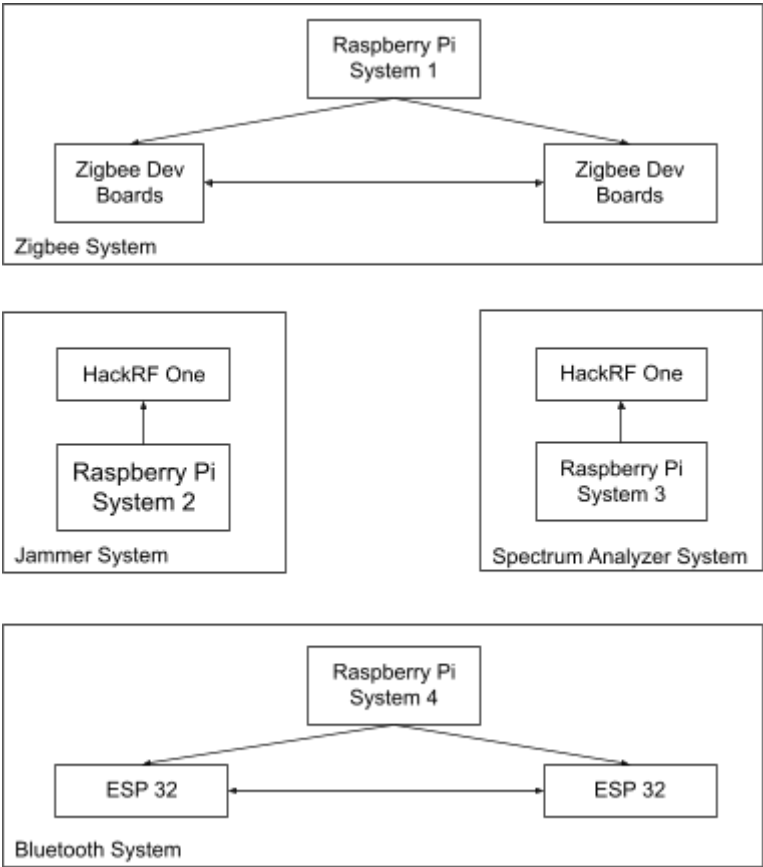 Raspberry Pi
System 1
Zigbee Dev
Boards
Zigbee Dev
Boards
Zigbee System
HackRF One
Raspberry Pi
System 2
Jammer System
HackRF One
Raspberry Pi
System 3
Spectrum Analyzer System
Raspberry Pi
System 4
ESP 32
ESP 32
Bluetooth System